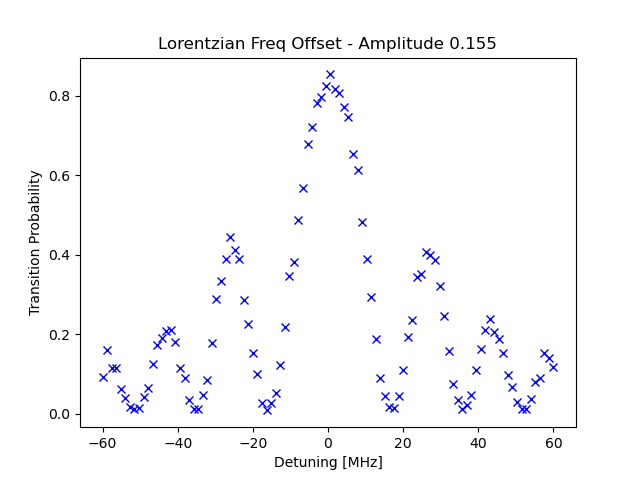 Lorentzian Freq Offset - Amplitude 0.155
Transition Probability
0.8
0.6
0.4
0.2
0.0
−60 −40 −20 0 20 40 60
Detuning [MHz]